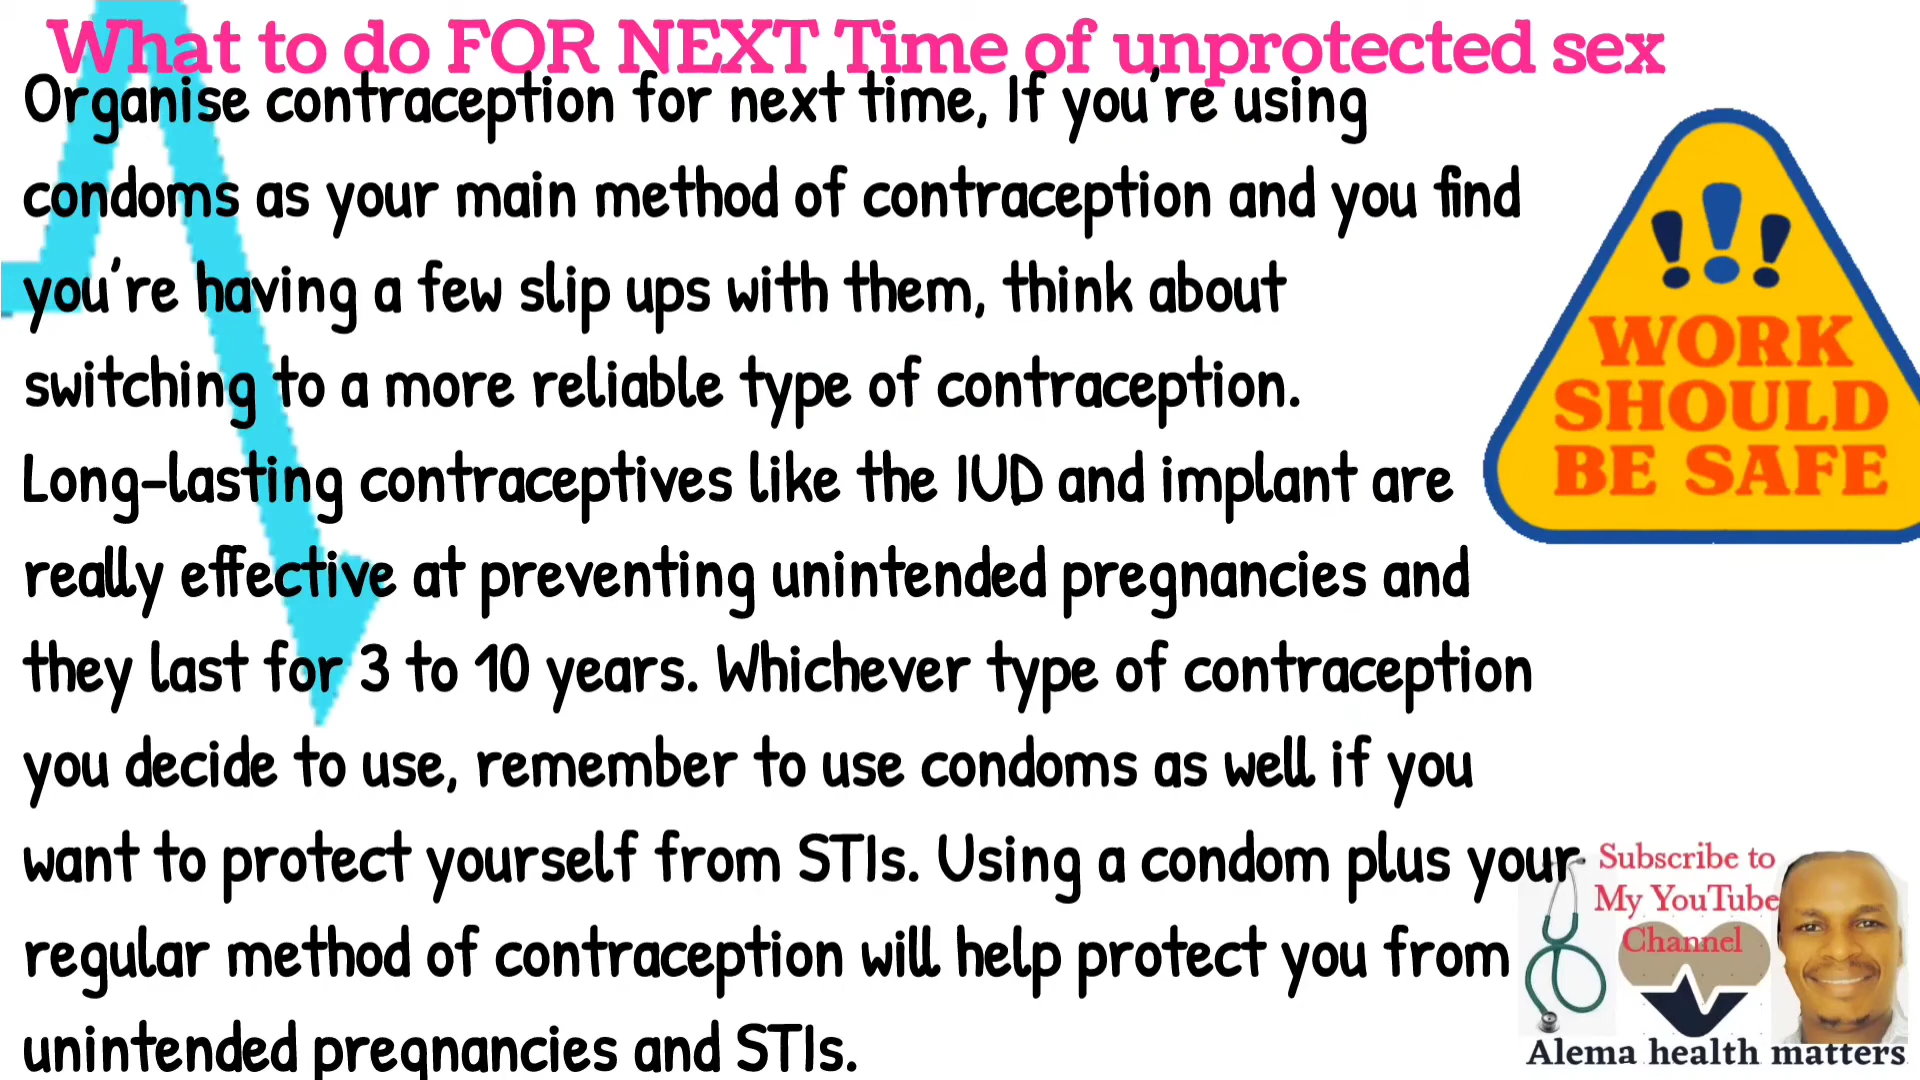 What to do FOR NEXT Time of unprotected sex
Organise contraception for next time, If you're using
condoms as your main method of contraception and you find
you're having a few slip ups with them, think about
switching to a more reliable type of contraception.
Long-lasting contraceptives like the IUD and implant are
really effective at preventing unintended pregnancies and
they last for 3 to 10 years. Whichever type of contraception
you decide to use, remember to use condoms as well if you
want to protect yourself from STIs. Using a condom plus your
regular method of contraception will help protect you from
unintended pregnancies and STIs.
!!!
WORK
SHOULD
BE SAFE
Subscribe to
My YouTube
Channel
Alema health matters